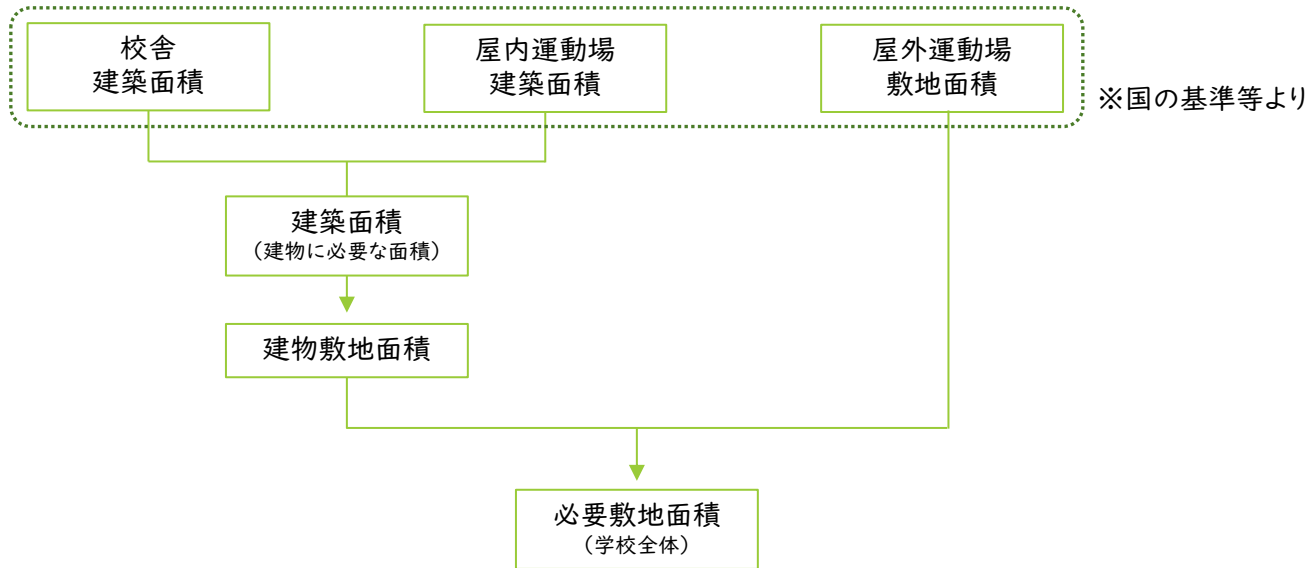 校舎
建築面積
屋内運動場
建築面積
屋外運動場
敷地面積
※国の基準等より
建築面積
（建物に必要な面積）
建物敷地面積
必要敷地面積
（学校全体）